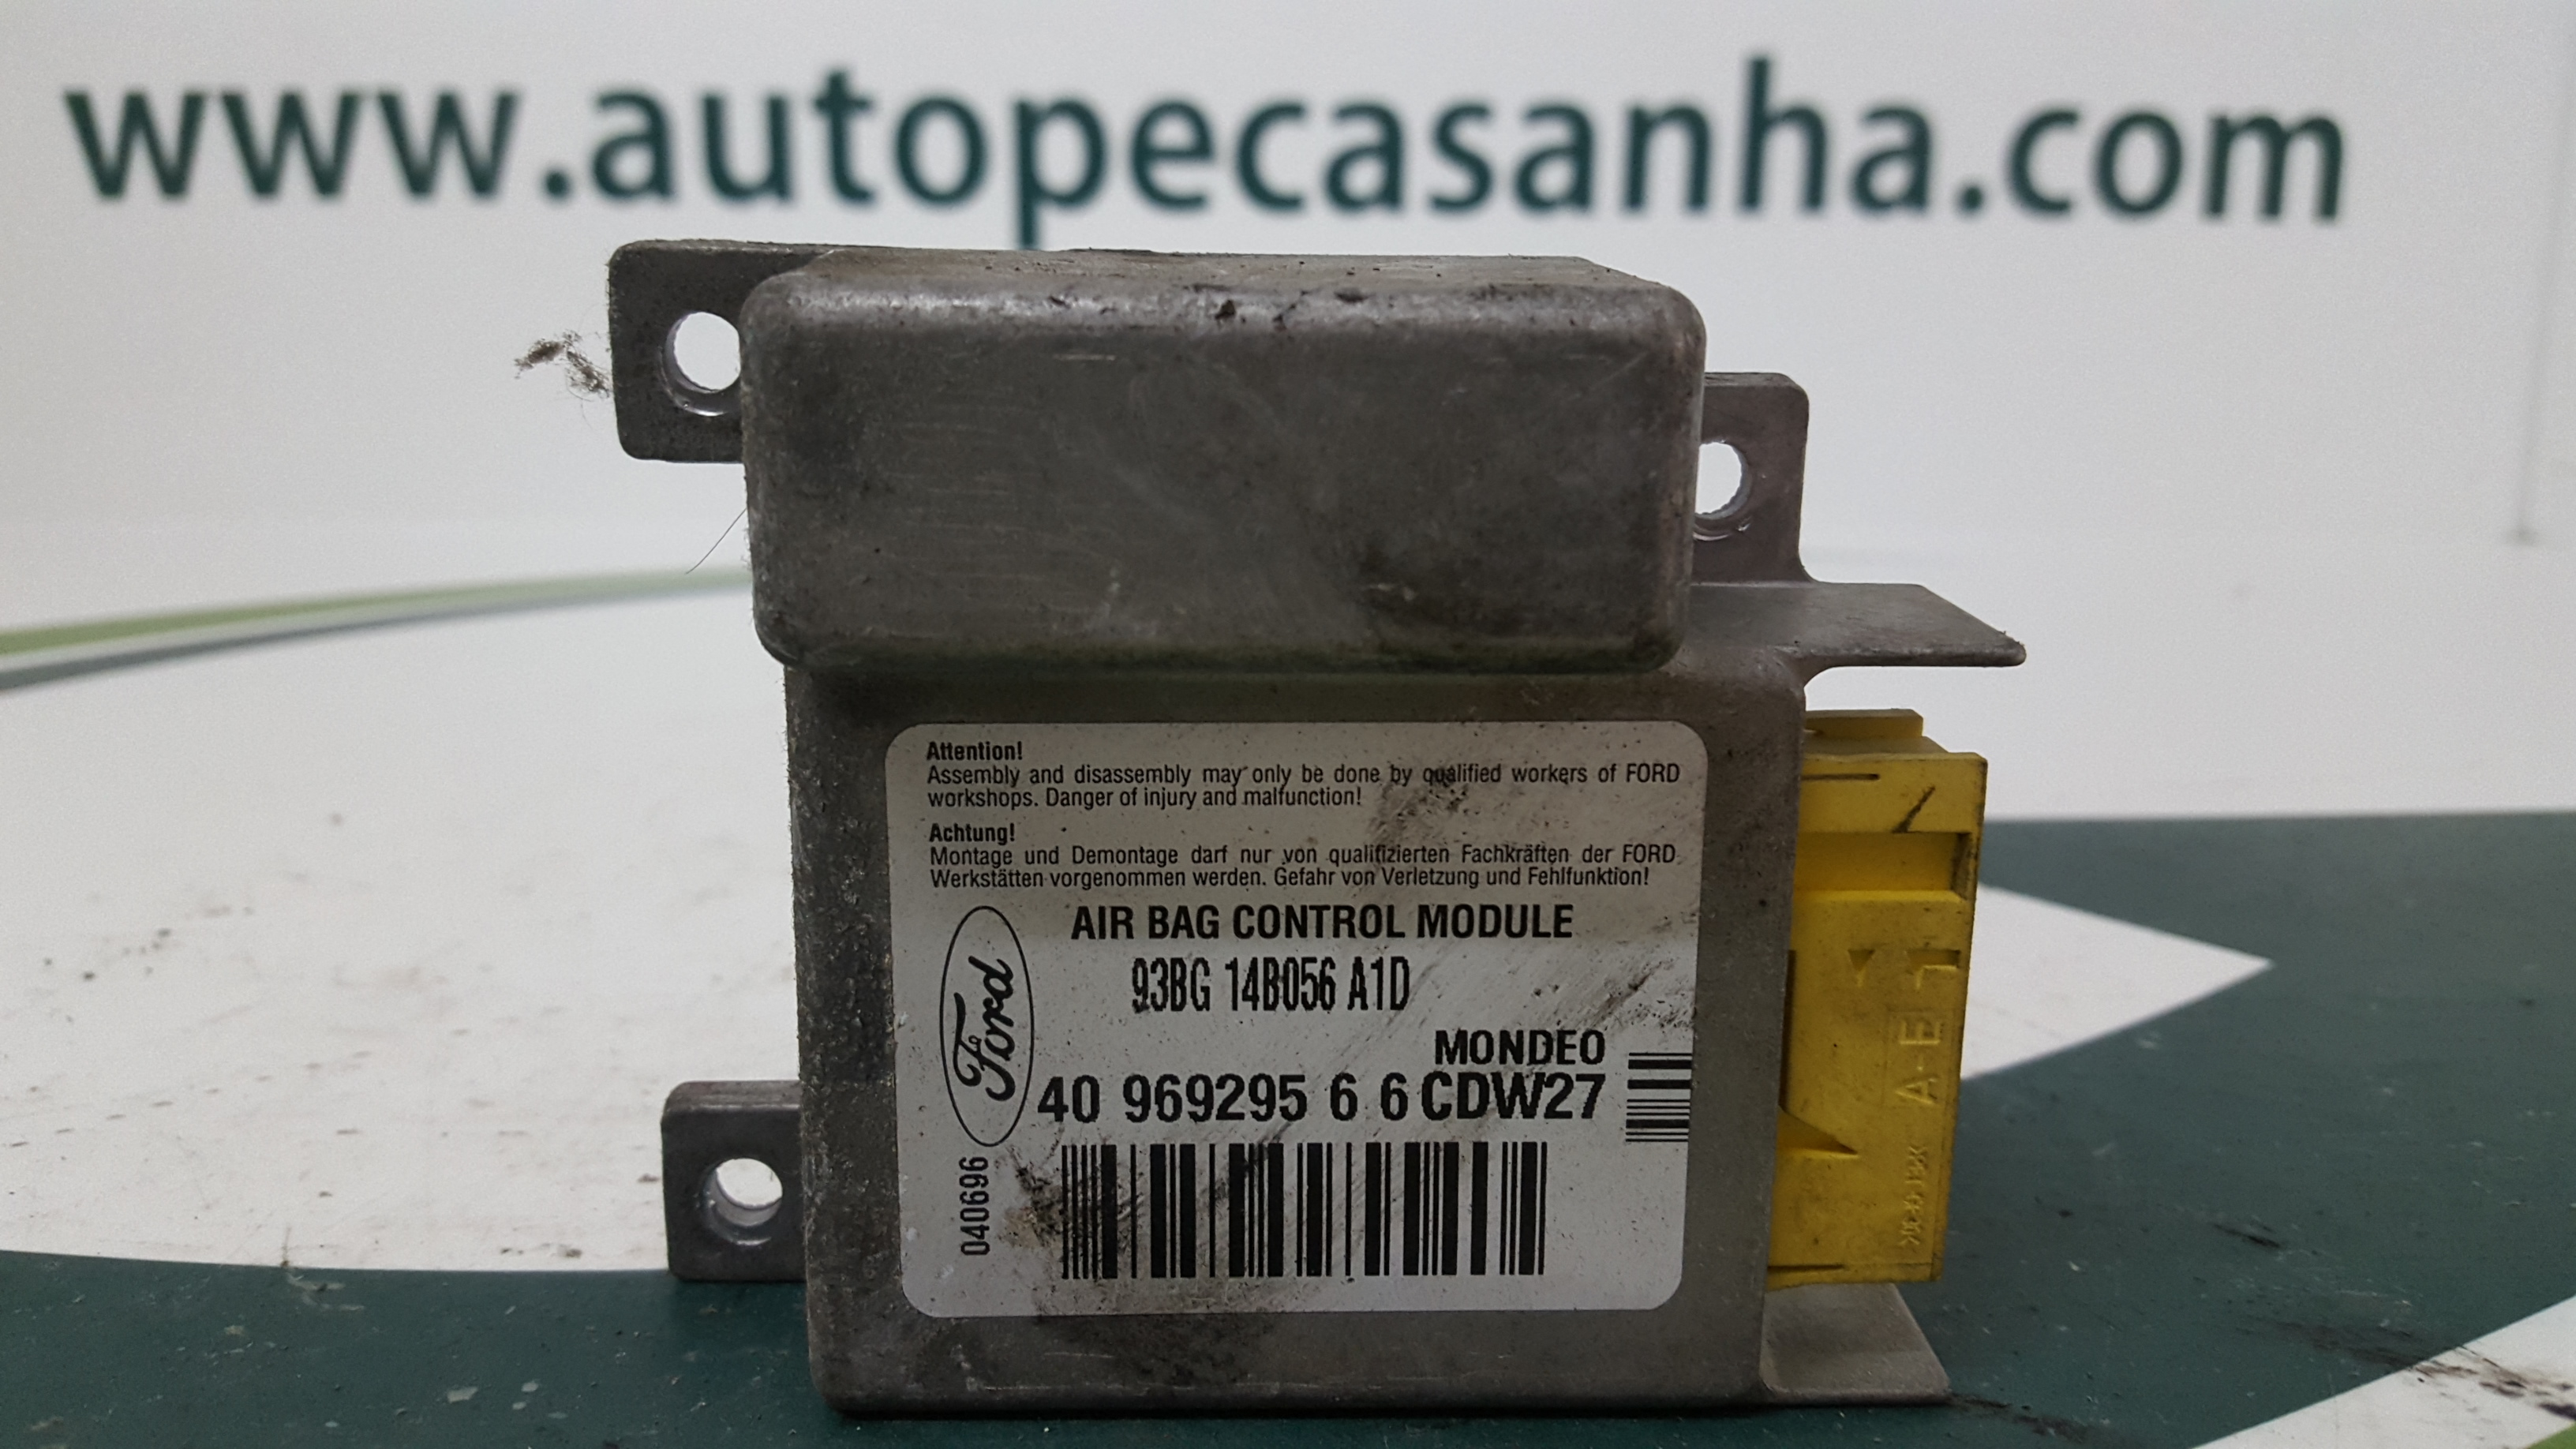 www.autopecasanha.com
Attention!
Assembly and disassembly may only be done by qualified workers of FORD
workshops. Danger of injury and malfunction!
Achtung!
Montage und Demontage darf nur von qualifizierten Fachkräften der FORD
Werkstätten vorgenommen werden. Gefahr von Verletzung und Fehlfunktion!
AIR BAG CONTROL MODULE
93BG 14B056 A1D
MONDEO
40 969295 6 6 CDW27
Ford
040696
A-E 1